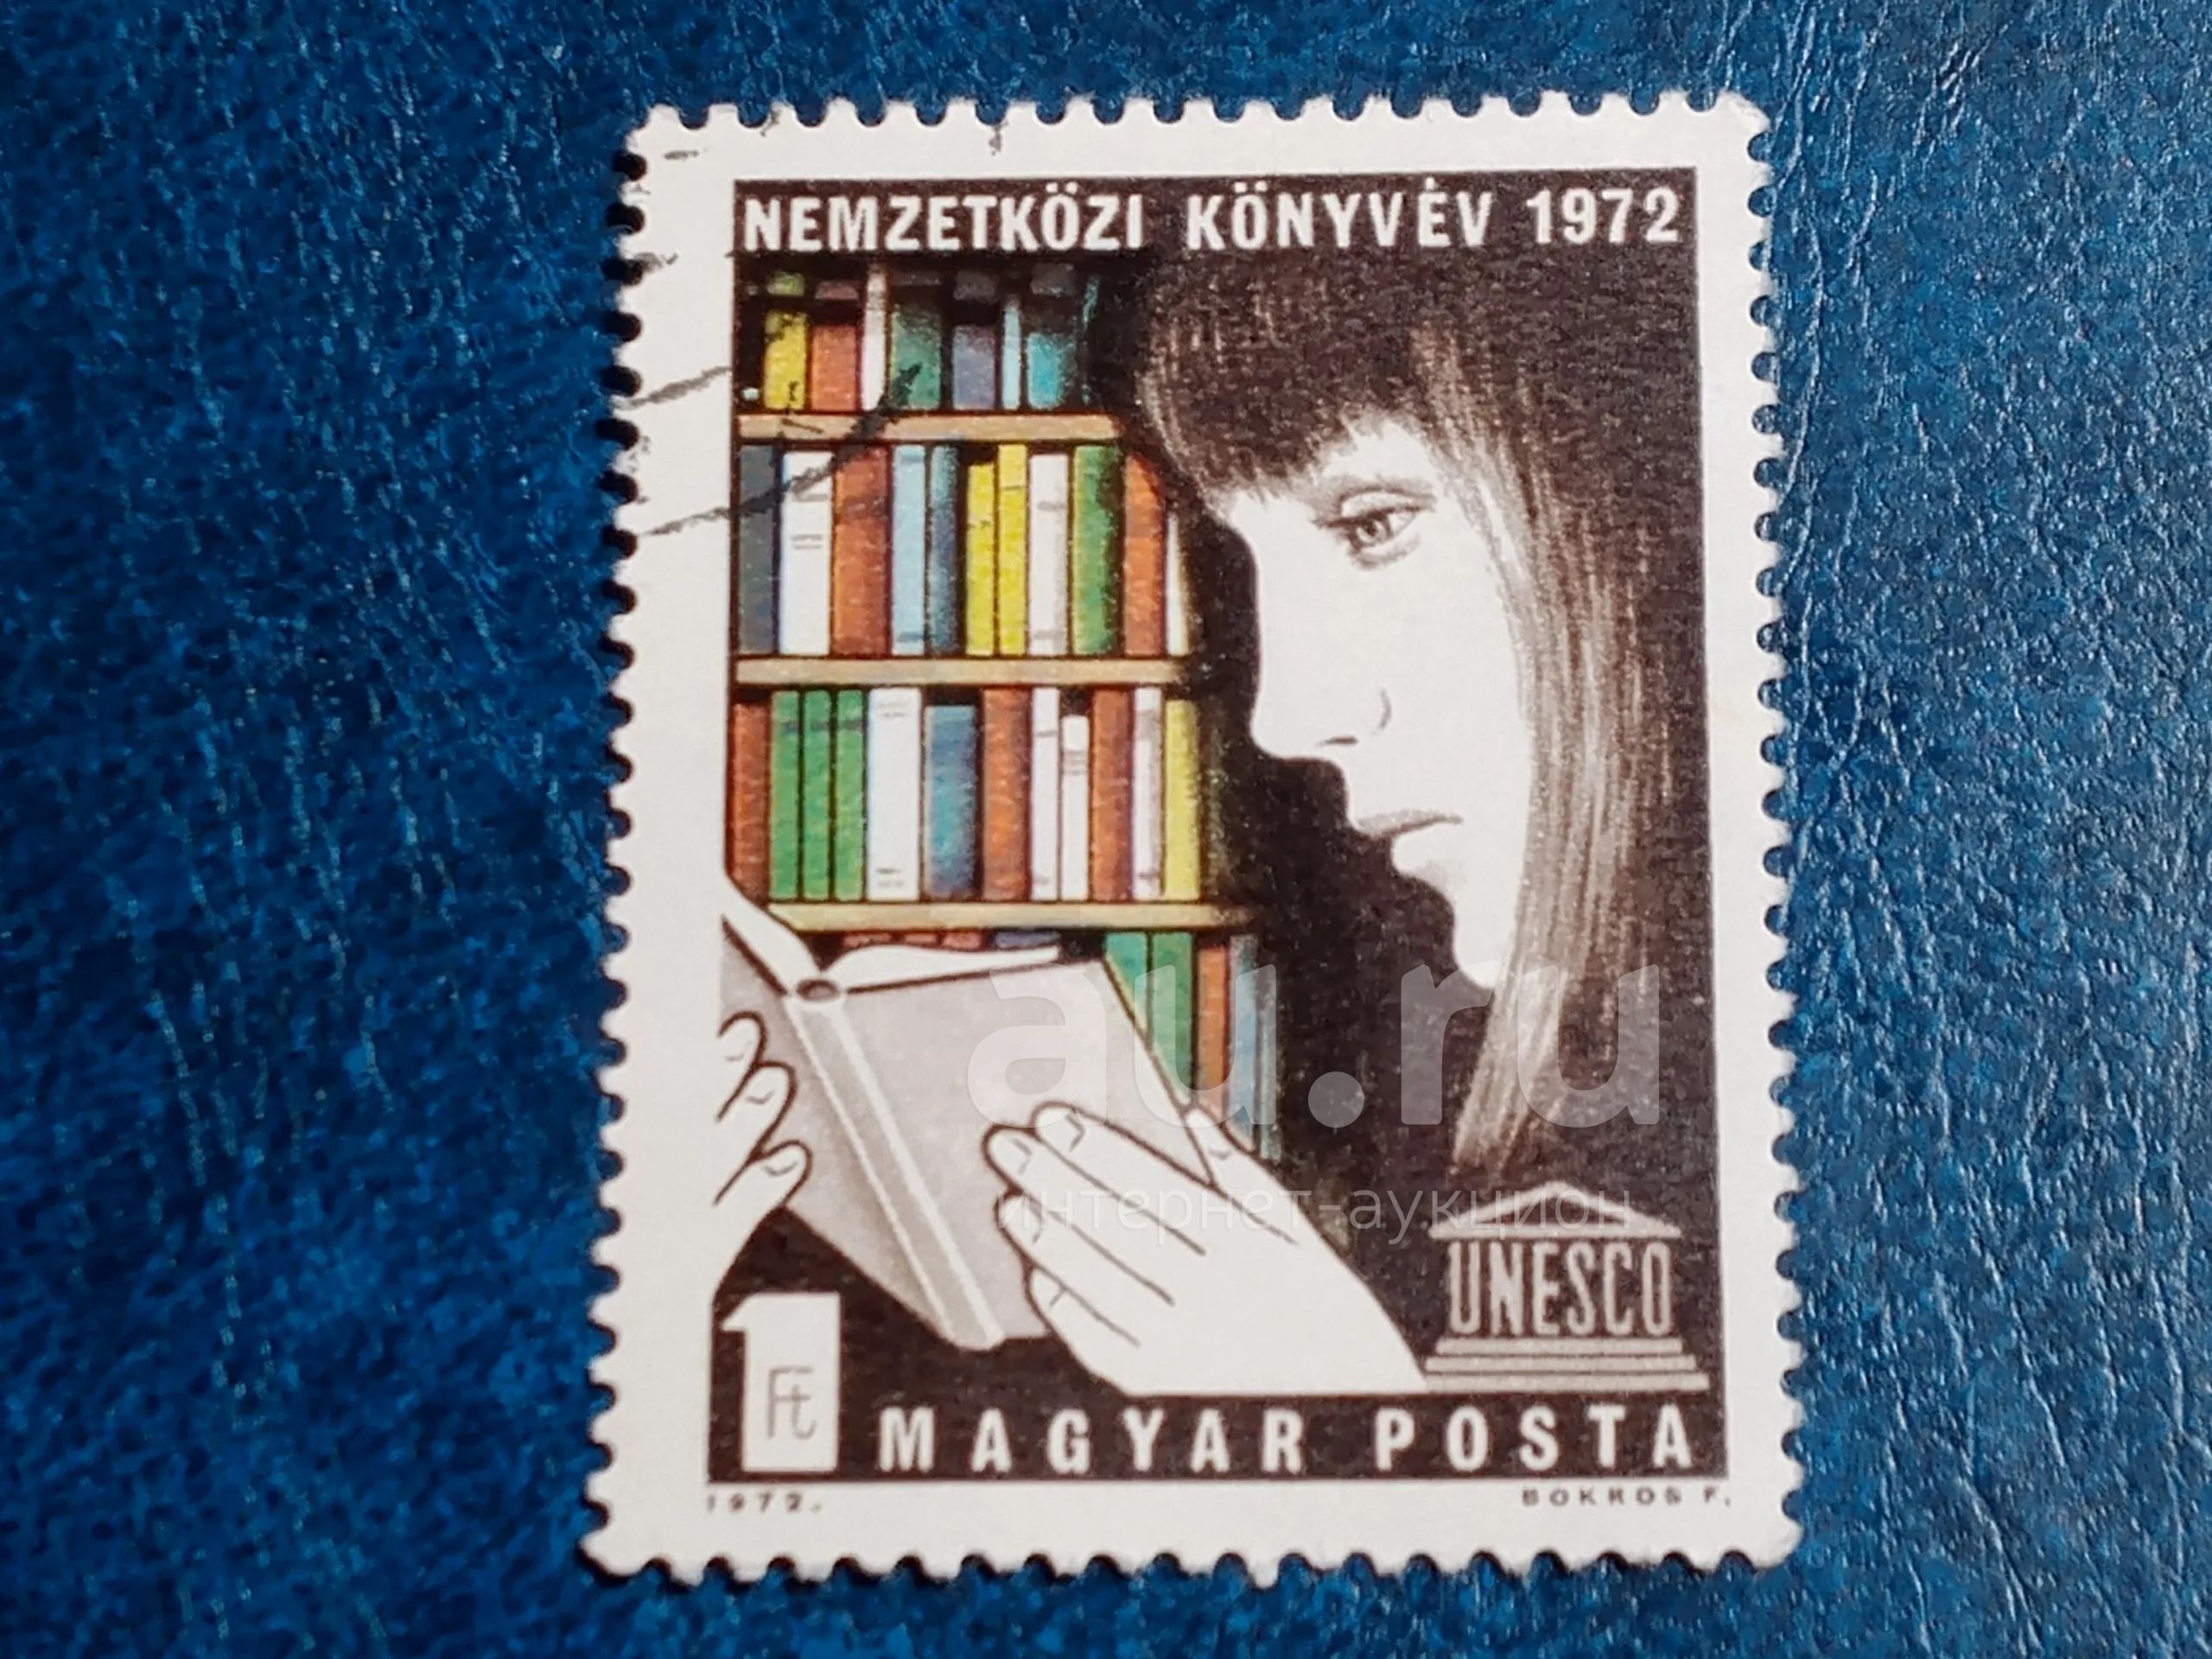 NEMZETKÖZI KÖNYVÉV 1972
au.ru
интернет-аукцион
UNESCO
1 Ft
MAGYAR POSTA
1972.
BOKROS F.